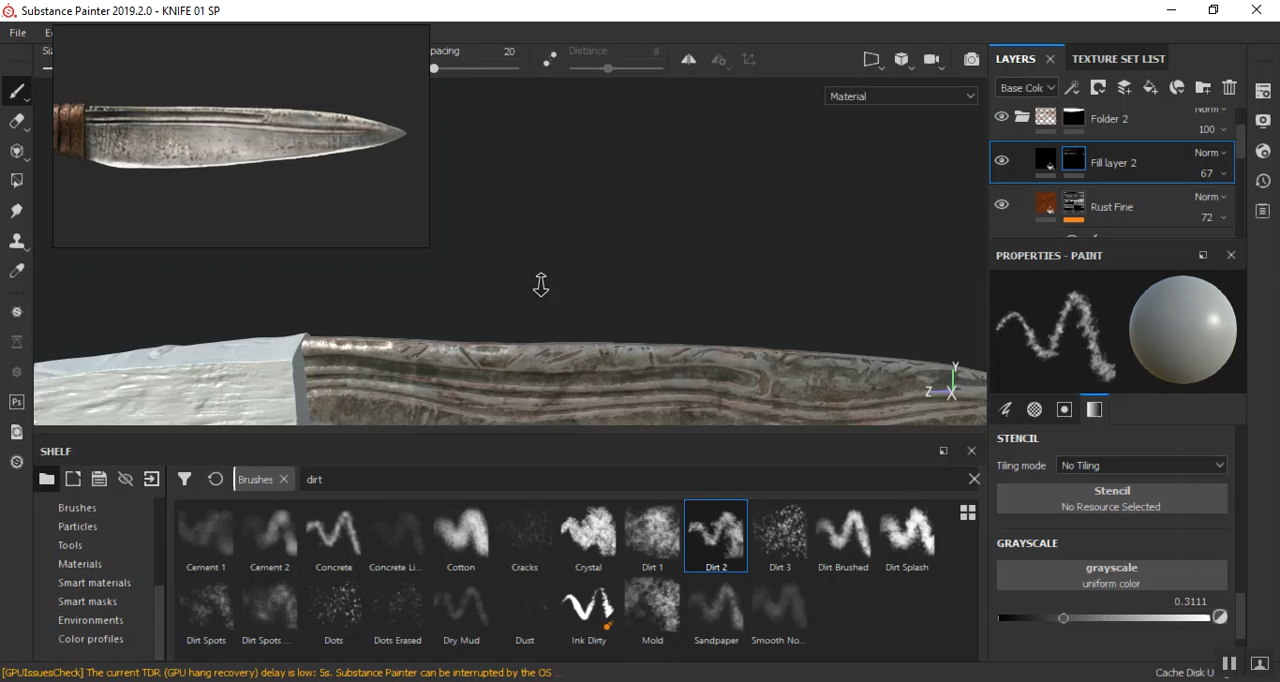 Substance Painter 2019.2.0 - KNIFE 01 SP
File
Spacing 20 Distance 8
Material
LAYERS TEXTURE SET LIST
Base Col
Norm
Folder 2
100
Norm
Fill layer 2
67
Norm
Rust Fine
72
PROPERTIES - PAINT
Y
Z X
STENCIL
Tiling mode No Tiling
Stencil
No Resource Selected
GRAYSCALE
grayscale
uniform color
0.3111
SHELF
Brushes dirt
Brushes
Particles
Tools
Materials
Smart materials
Smart masks
Environments
Color profiles
Cement 1 Cement 2 Concrete Concrete Li... Cotton Cracks Crystal Dirt 1 Dirt 2 Dirt 3 Dirt Brushed Dirt Splash
Dirt Spots Dirt Spots ... Dots Dots Erased Dry Mud Dust Ink Dirty Mold Sandpaper Smooth No...
Ps
[GPUIssuesCheck] The current TDR (GPU hang recovery) delay is low: 5s. Substance Painter can be interrupted by the OS ...
Cache Disk U